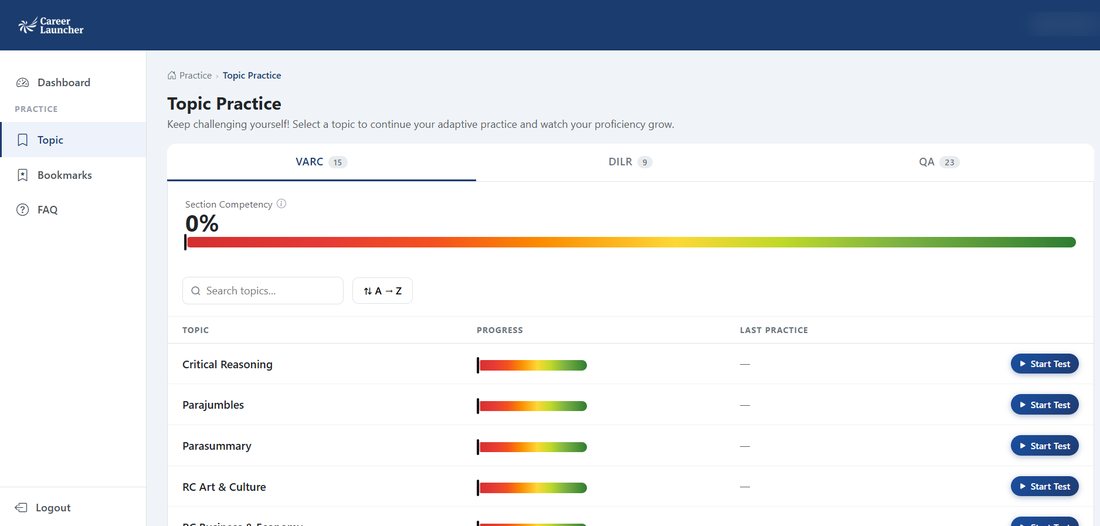 Career
Launcher
Dashboard
PRACTICE
Topic
Bookmarks
FAQ
Logout
Practice › Topic Practice
Topic Practice
Keep challenging yourself! Select a topic to continue your adaptive practice and watch your proficiency grow.
VARC 15
DILR 9
QA 23
Section Competency
0%
Search topics...
A → Z
TOPIC PROGRESS LAST PRACTICE
Critical Reasoning — Start Test
Parajumbles — Start Test
Parasummary — Start Test
RC Art & Culture — Start Test
RC Business & Economy